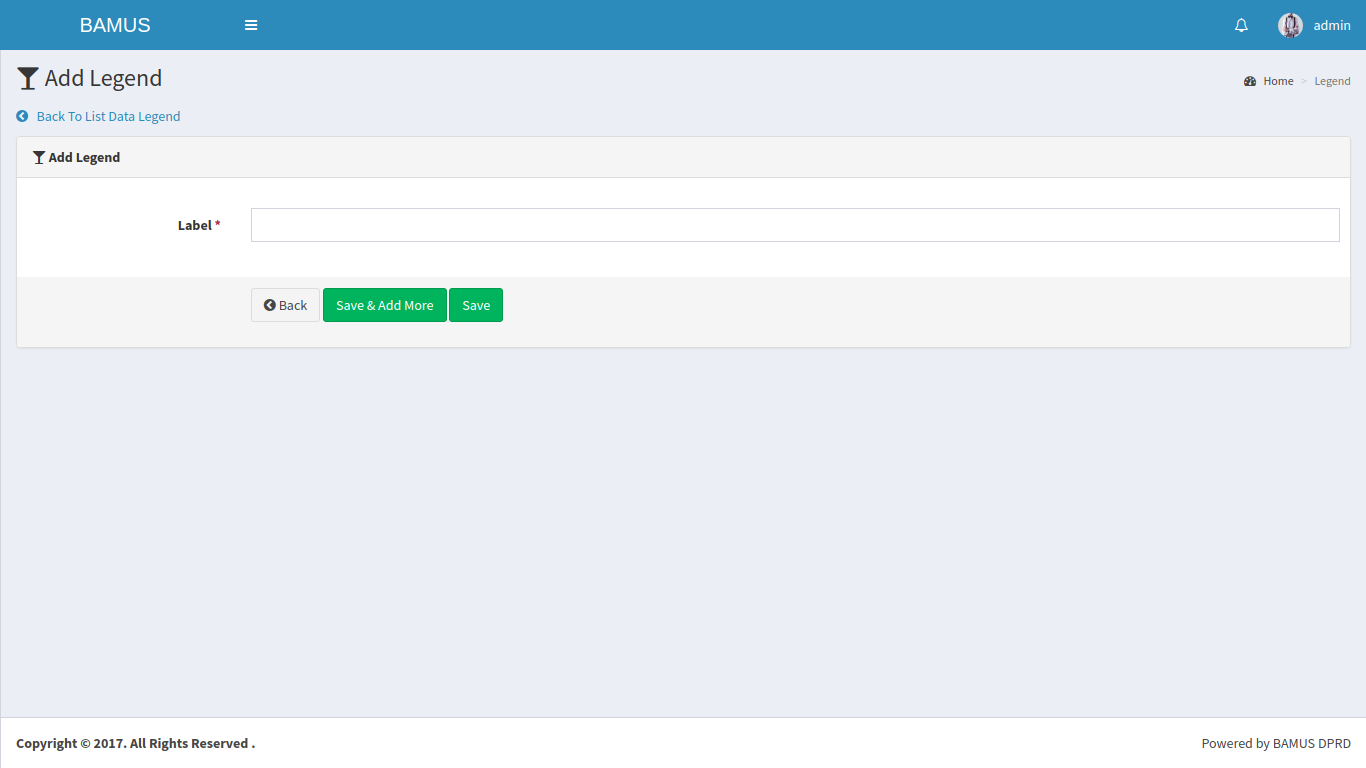 BAMUS
admin
Add Legend
Home > Legend
Back To List Data Legend
Add Legend
Label *
Back
Save & Add More
Save
Copyright © 2017. All Rights Reserved .
Powered by BAMUS DPRD